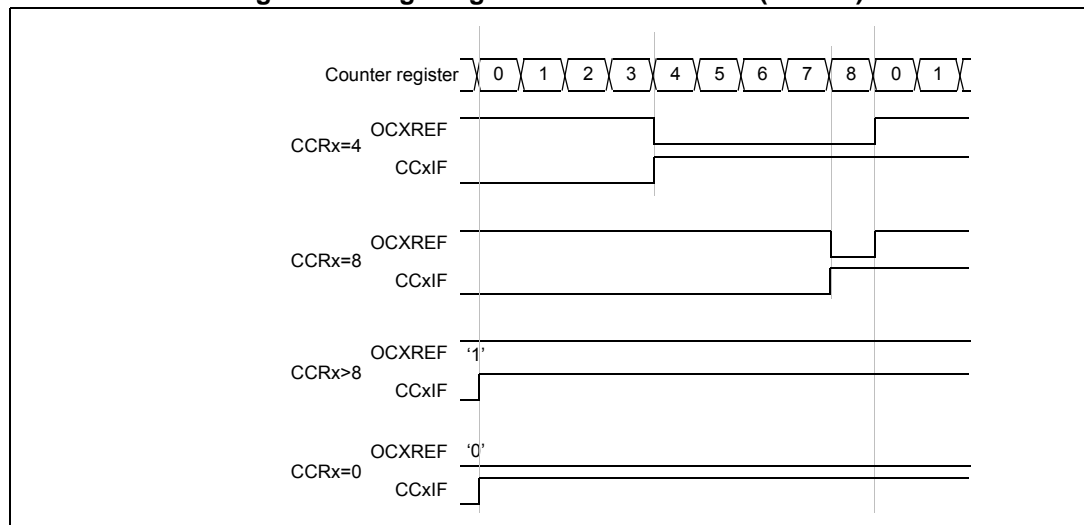 Counter register 0 1 2 3 4 5 6 7 8 0 1
OCXREF
CCRx=4
CCxIF
OCXREF
CCRx=8
CCxIF
OCXREF '1'
CCRx>8
CCxIF
OCXREF '0'
CCRx=0
CCxIF